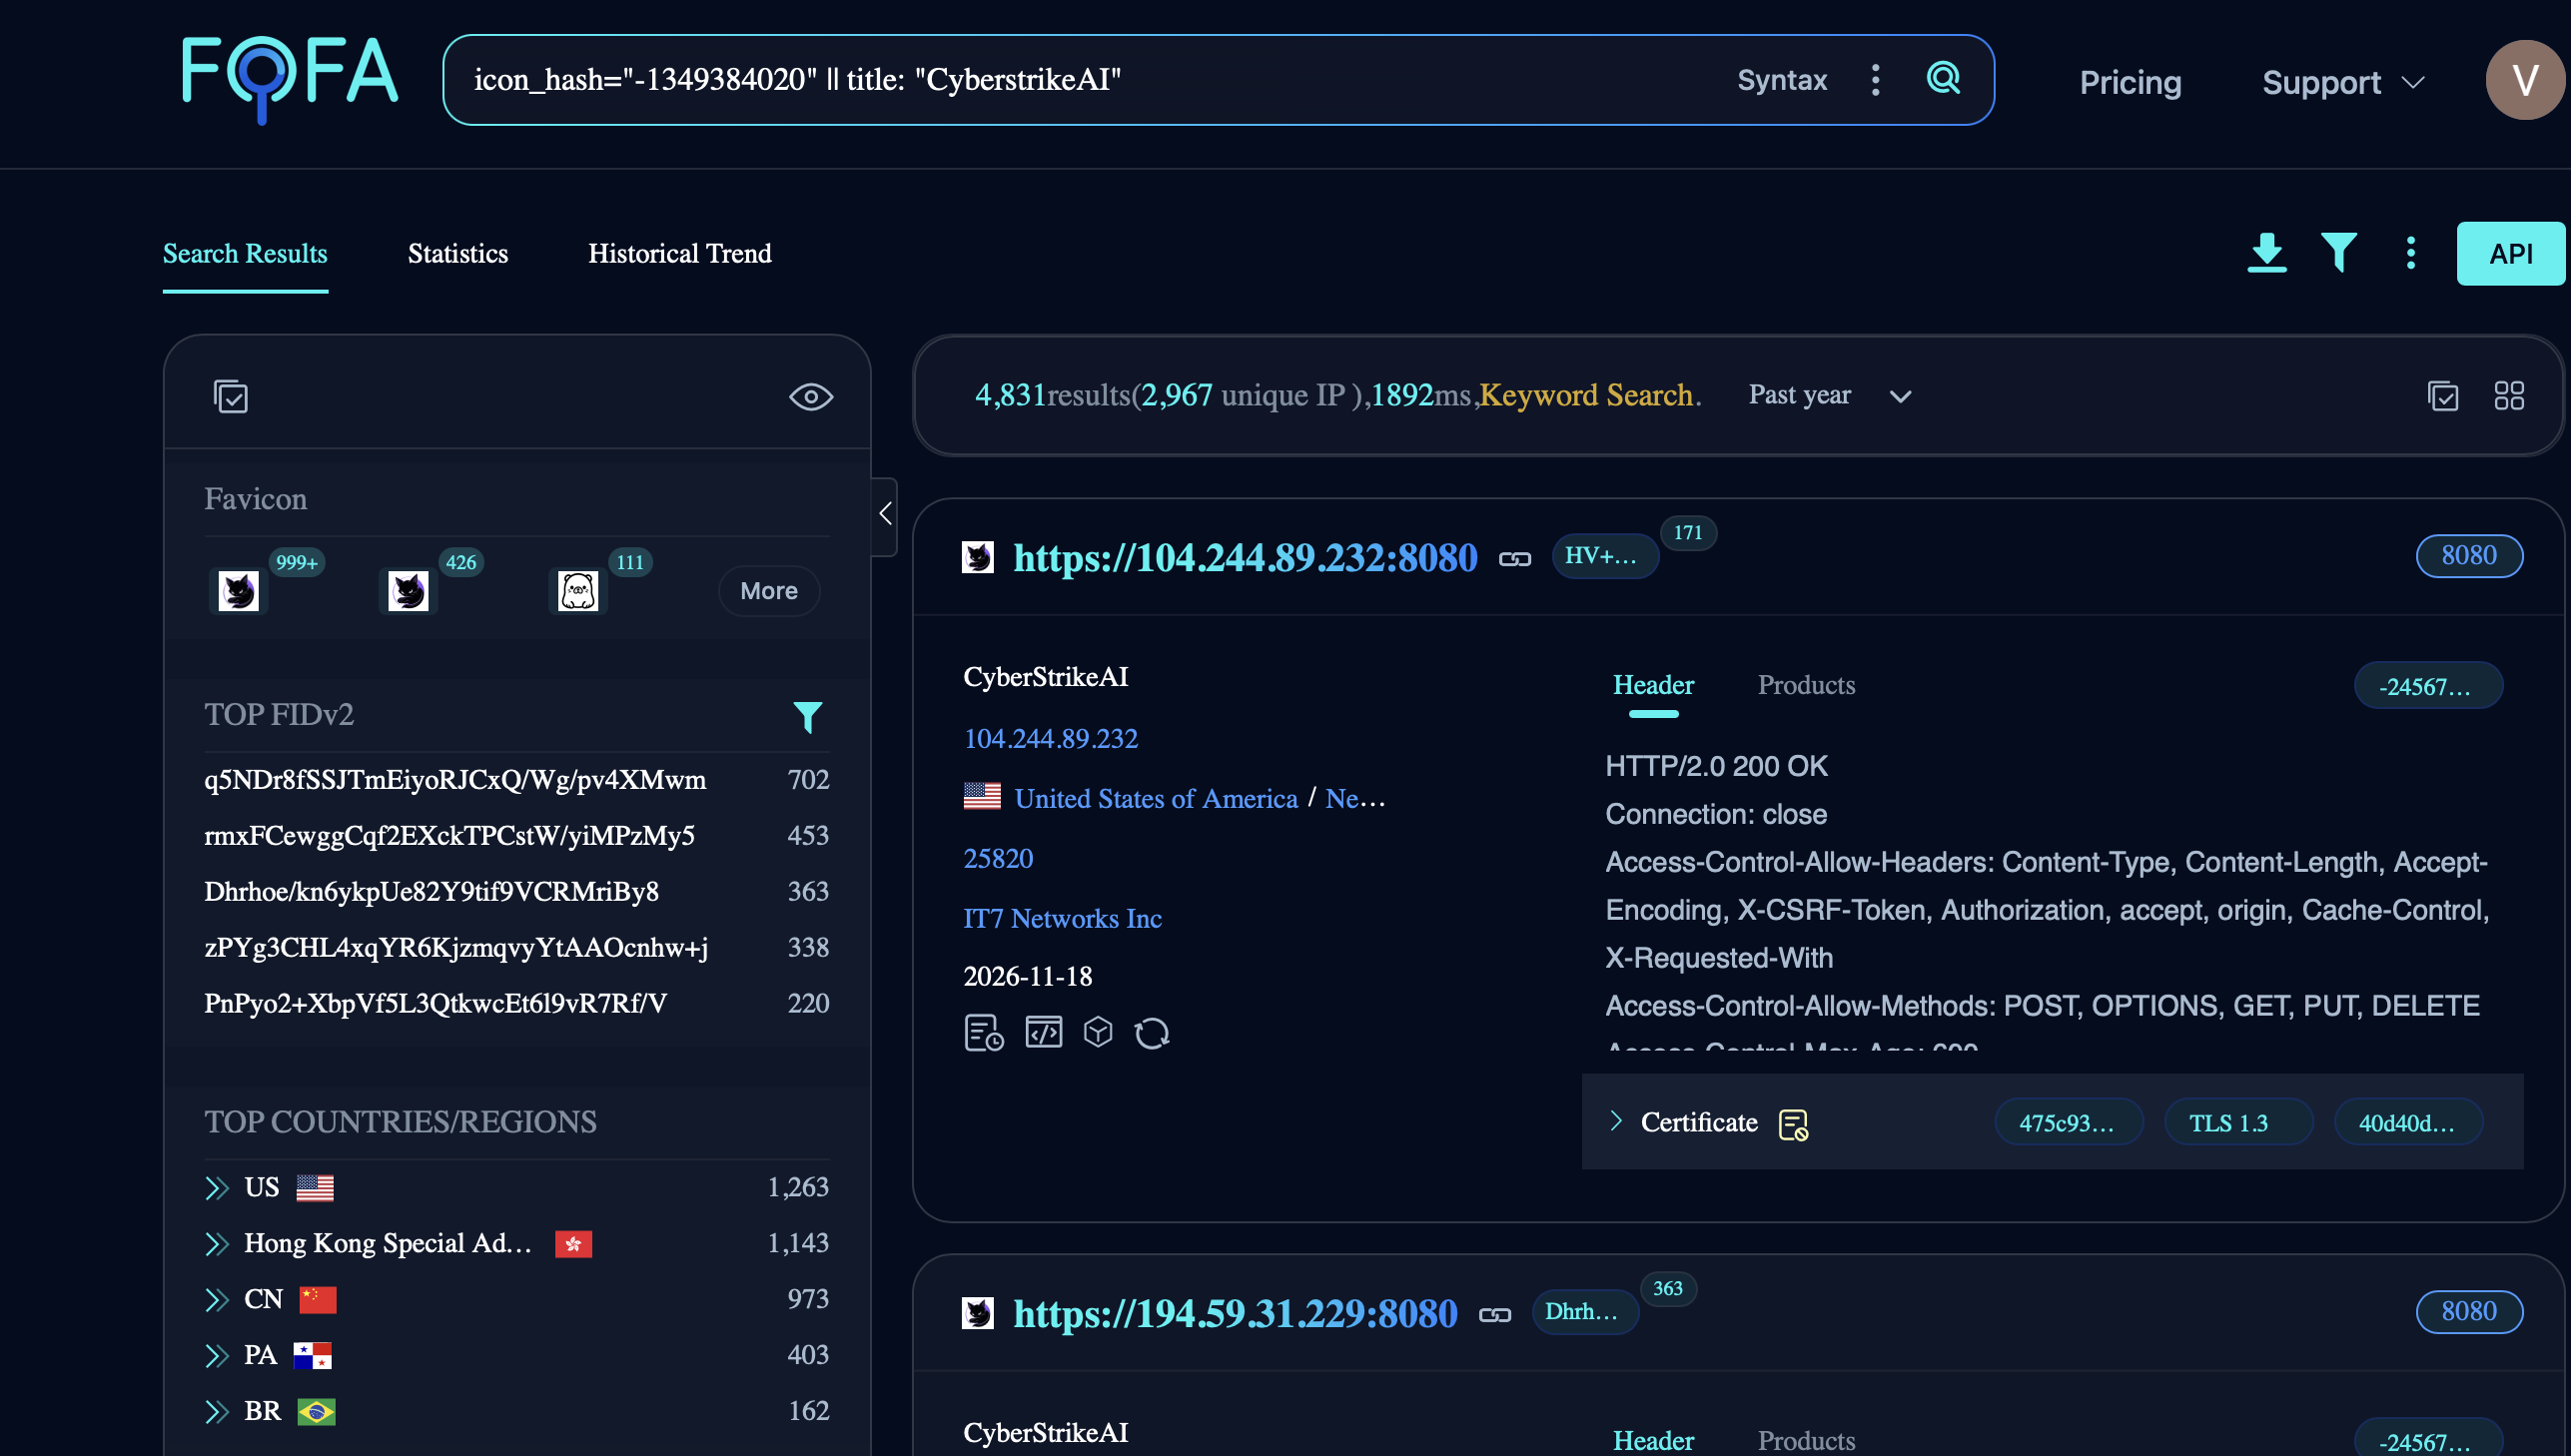 FOFA
icon_hash="-1349384020" || title: "CyberstrikeAI"
Syntax
Pricing
Support
V
Search Results
Statistics
Historical Trend
API
Favicon
999+
426
111
More
TOP FIDv2
q5NDr8fSSJTmEiyoRJCxQ/Wg/pv4XMwm 702
rmxFCewggCqf2EXckTPCstW/yiMPzMy5 453
Dhrhoe/kn6ykpUe82Y9tif9VCRMriBy8 363
zPYg3CHL4xqYR6KjzmqvyYtAAOcnhw+j 338
PnPyo2+XbpVf5L3QtkwcEt6l9vR7Rf/V 220
TOP COUNTRIES/REGIONS
US 1,263
Hong Kong Special Ad... 1,143
CN 973
PA 403
BR 162
4,831results(2,967 unique IP ),1892ms,Keyword Search.
Past year
https://104.244.89.232:8080
HV+...
171
8080
CyberStrikeAI
104.244.89.232
United States of America / Ne...
25820
IT7 Networks Inc
2026-11-18
Header
Products
-24567...
HTTP/2.0 200 OK
Connection: close
Access-Control-Allow-Headers: Content-Type, Content-Length, Accept-
Encoding, X-CSRF-Token, Authorization, accept, origin, Cache-Control,
X-Requested-With
Access-Control-Allow-Methods: POST, OPTIONS, GET, PUT, DELETE
Access-Control-Max-Age: 600
Certificate
475c93...
TLS 1.3
40d40d...
https://194.59.31.229:8080
Dhrh...
363
8080
CyberStrikeAI
Header
Products
-24567...